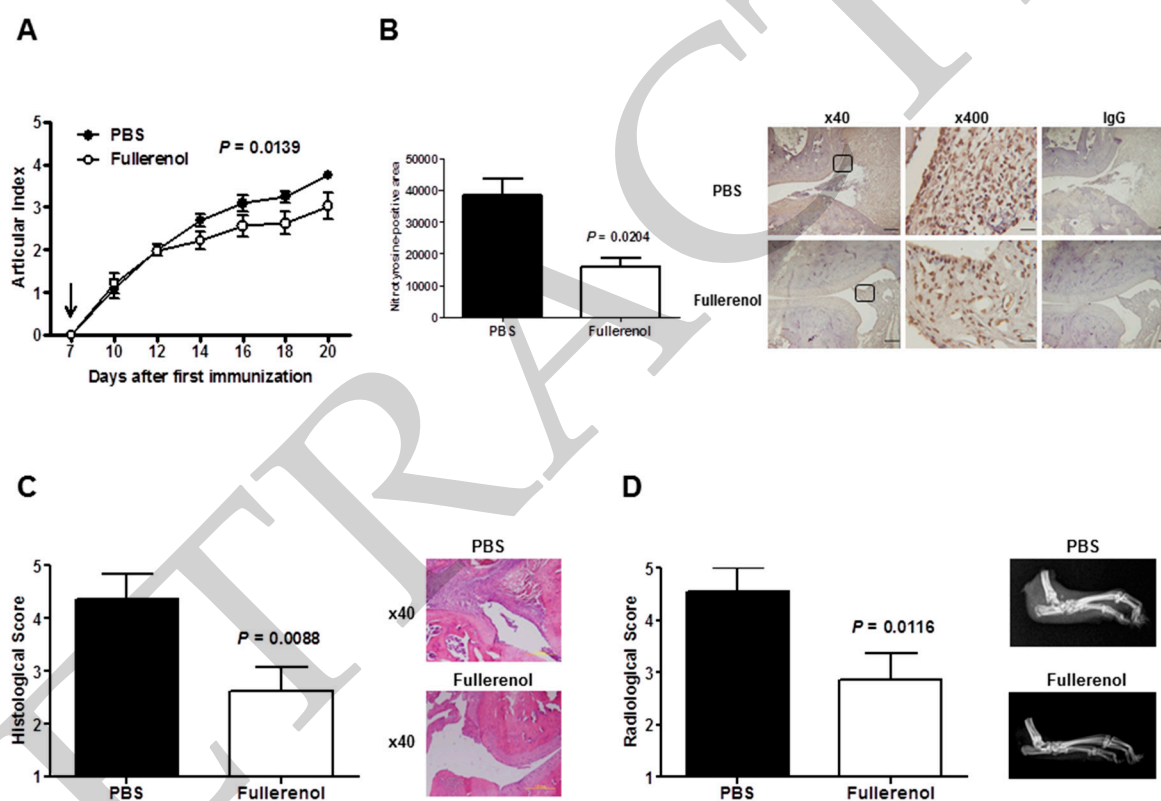 A
PBS
Fullerenol
P = 0.0139
Articular Index
5
4
3
2
1
0
7 10 12 14 16 18 20
Days after first immunization
B
Nitrotyrosine-positive area
50000
40000
30000
20000
10000
0
P = 0.0204
PBS Fullerenol
x40 x400 IgG
PBS
Fullerenol
C
Histological Score
5
4
3
2
1
P = 0.0088
PBS Fullerenol
PBS
x40
Fullerenol
x40
D
Radiological Score
5
4
3
2
1
P = 0.0116
PBS Fullerenol
PBS
Fullerenol
ETRACT